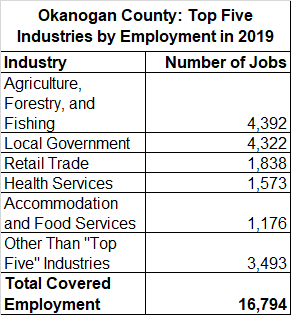 Okanogan County: Top Five
Industries by Employment in 2019
Industry Number of Jobs
Agriculture,
Forestry, and
Fishing 4,392
Local Government 4,322
Retail Trade 1,838
Health Services 1,573
Accommodation
and Food Services 1,176
Other Than "Top
Five" Industries 3,493
Total Covered
Employment 16,794